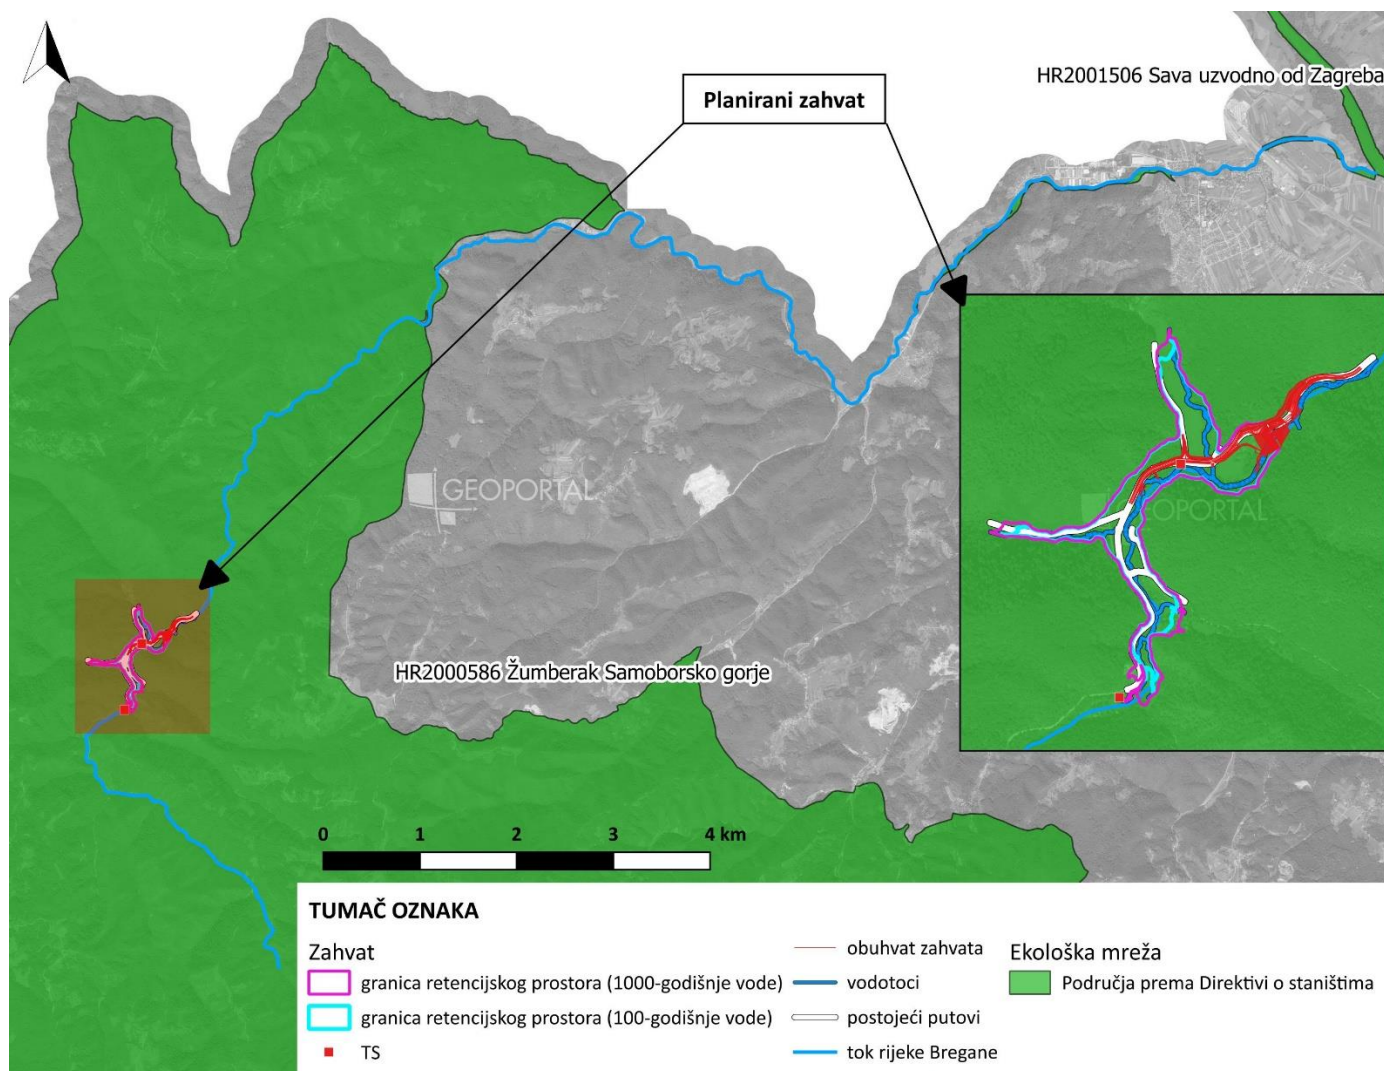 HR2001506 Sava uzvodno od Zagreba
Planirani zahvat
GEOPORTAL
GEOPORTAL
HR2000586 Žumberak Samoborsko gorje
0 1 2 3 4 km
TUMAČ OZNAKA
Zahvat
granica retencijskog prostora (1000-godišnje vode)
granica retencijskog prostora (100-godišnje vode)
TS
obuhvat zahvata
vodotoci
postojeći putovi
tok rijeke Bregane
Ekološka mreža
Područja prema Direktivi o staništima